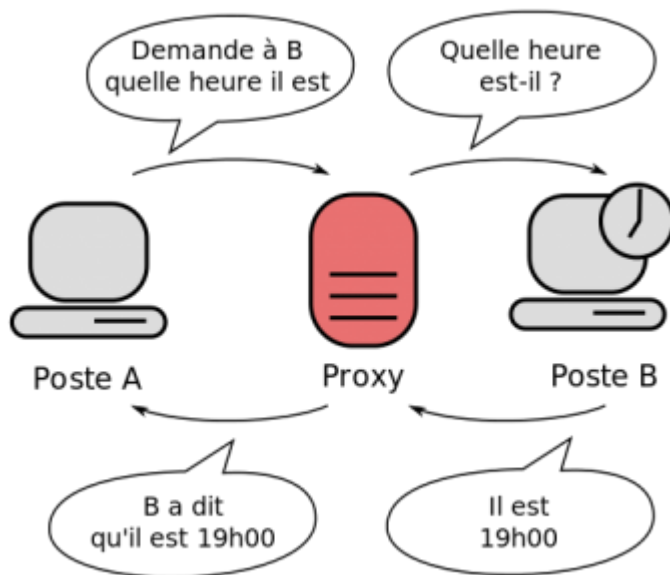 Demande à B
quelle heure il est
Quelle heure
est-il ?
Poste A
Proxy
Poste B
B a dit
qu'il est 19h00
Il est
19h00